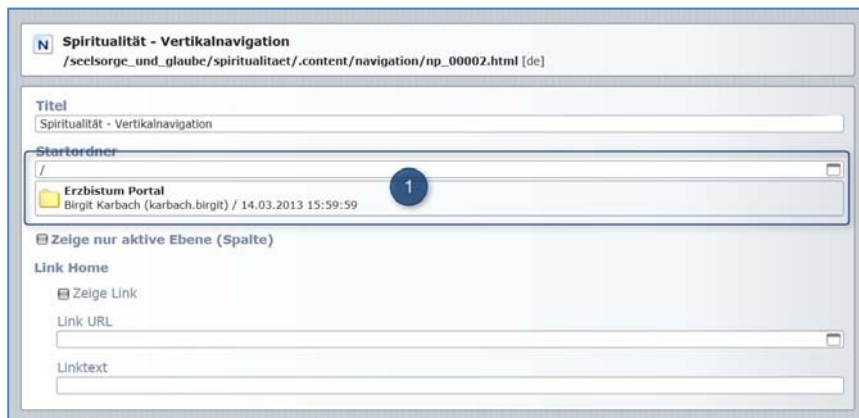 N
Spiritualität - Vertikalnavigation
/seelsorge_und_glaube/spiritualitaet/.content/navigation/np_00002.html [de]
Titel
Spiritualität - Vertikalnavigation
Startordner
/
Erzbistum Portal
Birgit Karbach (karbach.birgit) / 14.03.2013 15:59:59
1
Zeige nur aktive Ebene (Spalte)
Link Home
Zeige Link
Link URL
Linktext